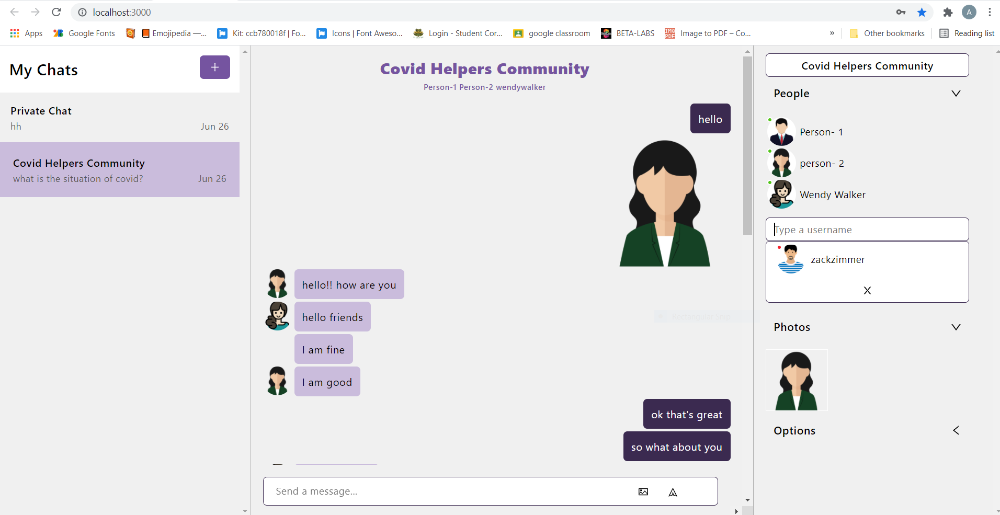 localhost:3000
A
Apps
Google Fonts
Emojipedia —...
Kit: ccb780018f | Fo...
Icons | Font Aweso...
Login - Student Cor...
google classroom
BETA-LABS
IMG PDF
Image to PDF – Co...
»
Other bookmarks
Reading list
My Chats
+
Private Chat
hh
Jun 26
Covid Helpers Community
what is the situation of covid?
Jun 26
Covid Helpers Community
Person-1 Person-2 wendywalker
hello
hello!! how are you
hello friends
I am fine
I am good
ok that's great
so what about you
Rectangular Snip
Send a message...
Covid Helpers Community
People
Person- 1
person- 2
Wendy Walker
Type a username
zackzimmer
X
Photos
Options